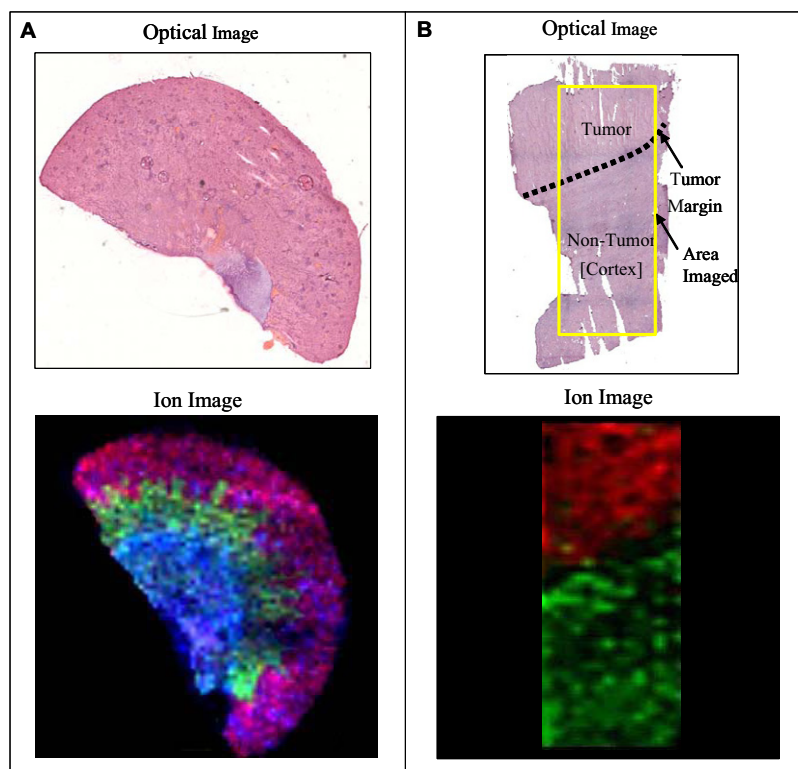 A
Optical Image
Ion Image
B
Optical Image
Tumor
Tumor
Margin
Non-Tumor
[Cortex]
Area
Imaged
Ion Image